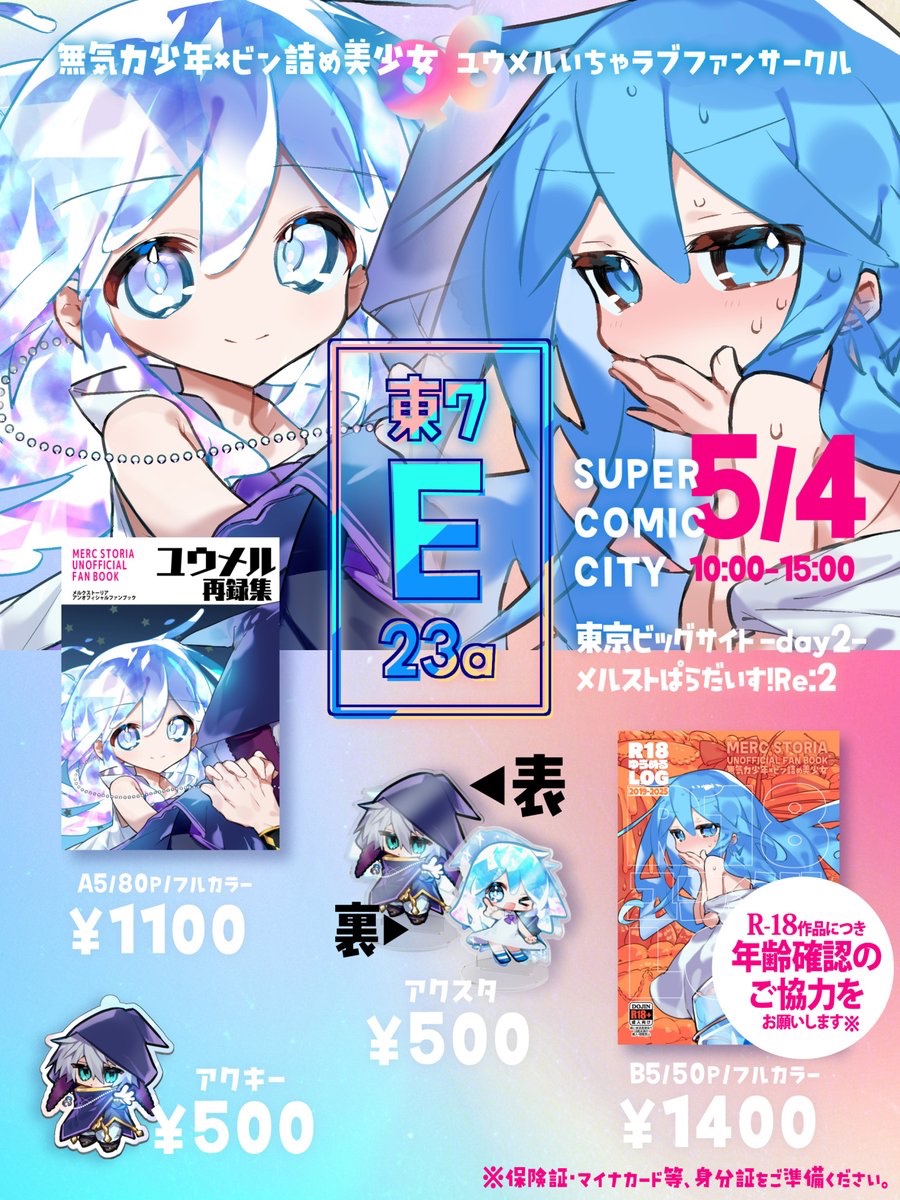 無気力少年×ビン詰め美少女 ユウメルいちゃラブファンサークル
東7
E
23a
SUPER
COMIC
CITY
5/4
10:00-15:00
東京ビッグサイト-day2-
メルストぱらだいす!Re:2
MERC STORIA
UNOFFICIAL
FAN BOOK
メルクストーリア
アンオフィシャルファンブック
ユウメル
再録集
A5/80P/フルカラー
¥1100
◀表
裏▶
アクスタ
¥500
アクキー
¥500
R18
ゆうめる
LOG
2019-2025
MERC STORIA
UNOFFICIAL FAN BOOK
無気力少年×ビン詰め美少女
DOJIN
R18+
成人向け
R-18作品につき
年齢確認の
ご協力を
お願いします※
B5/50P/フルカラー
¥1400
※保険証・マイナカード等、身分証をご準備ください。